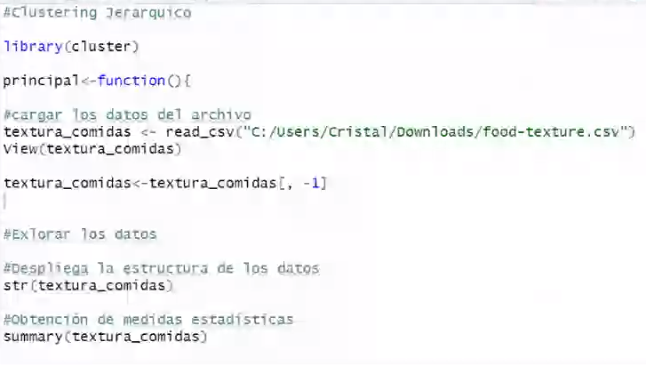 #Clustering Jerarquico
library(cluster)
principal<-function(){
#cargar los datos del archivo
textura_comidas <- read_csv("C:/Users/Cristal/Downloads/food-texture.csv")
View(textura_comidas)
textura_comidas<-textura_comidas[, -1]
#Exlorar los datos
#Despliega la estructura de los datos
str(textura_comidas)
#Obtención de medidas estadísticas
summary(textura_comidas)